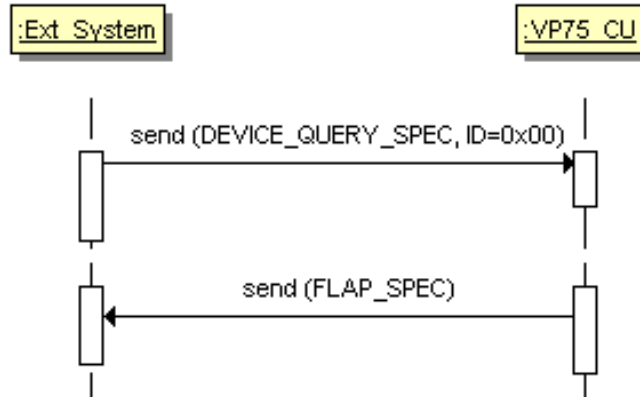 :Ext_System
:VP75_CU
send (DEVICE_QUERY_SPEC, ID=0x00)
send (FLAP_SPEC)